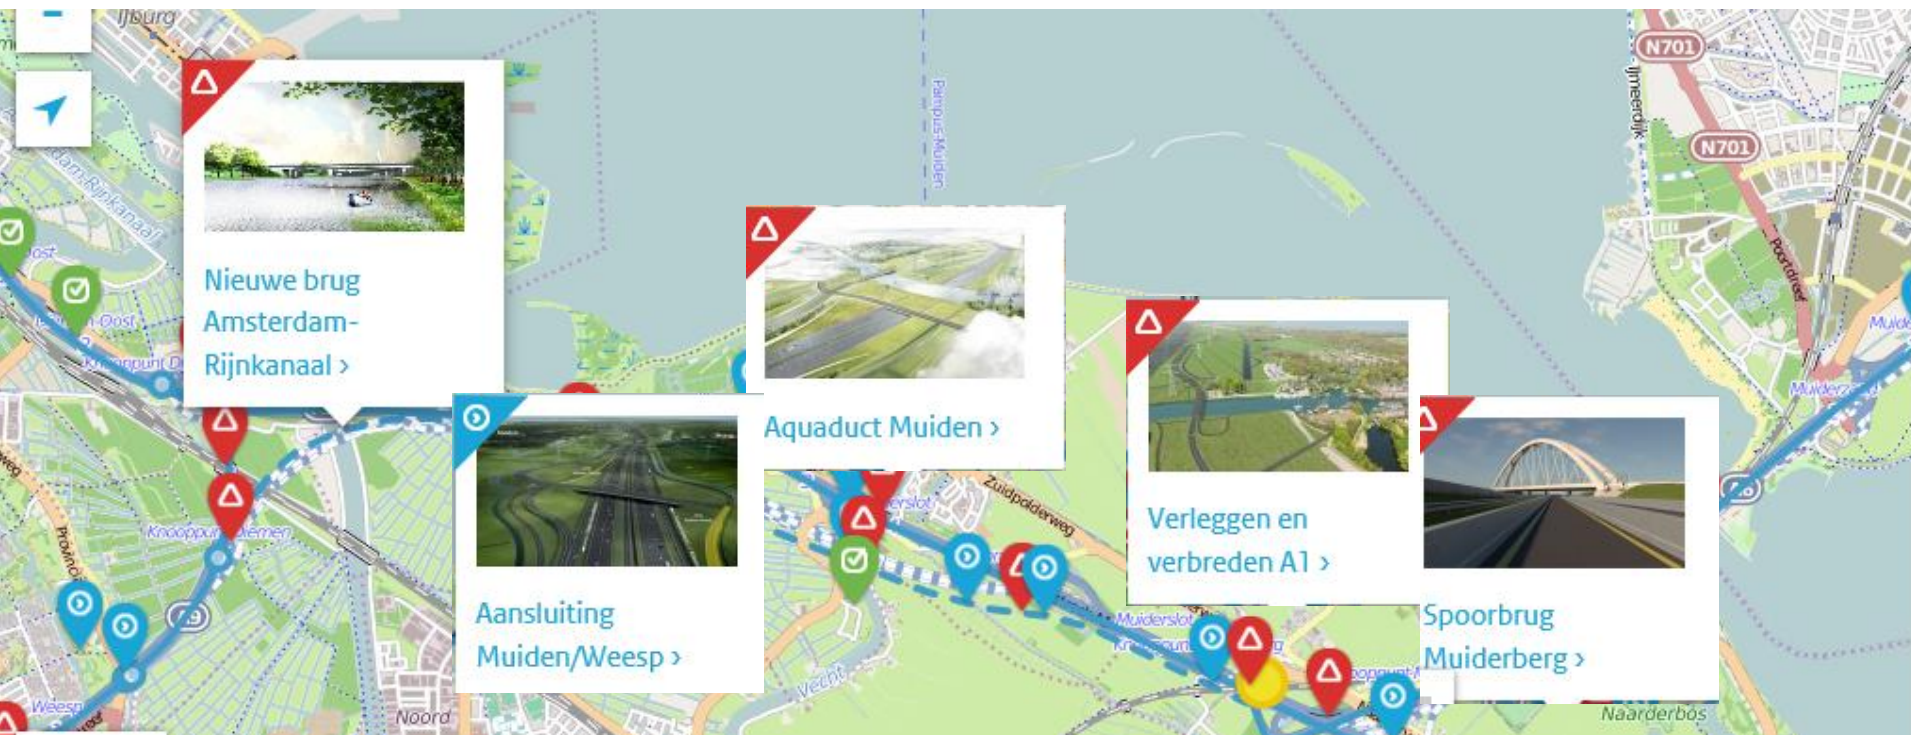 IJburg
N701
IJmeerdijk
N701
Pampus-Muiden
Poortdreef
Nieuwe brug
Amsterdam-
Rijnkanaal ›
Aquaduct Muiden ›
Verleggen en
verbreden A1 ›
Spoorbrug
Muiderberg ›
Aansluiting
Muiden/Weesp ›
Zuidpolderweg
Knooppunt Diemen
Muiderslot
Vecht
Weesp
Noord
Naarderbos